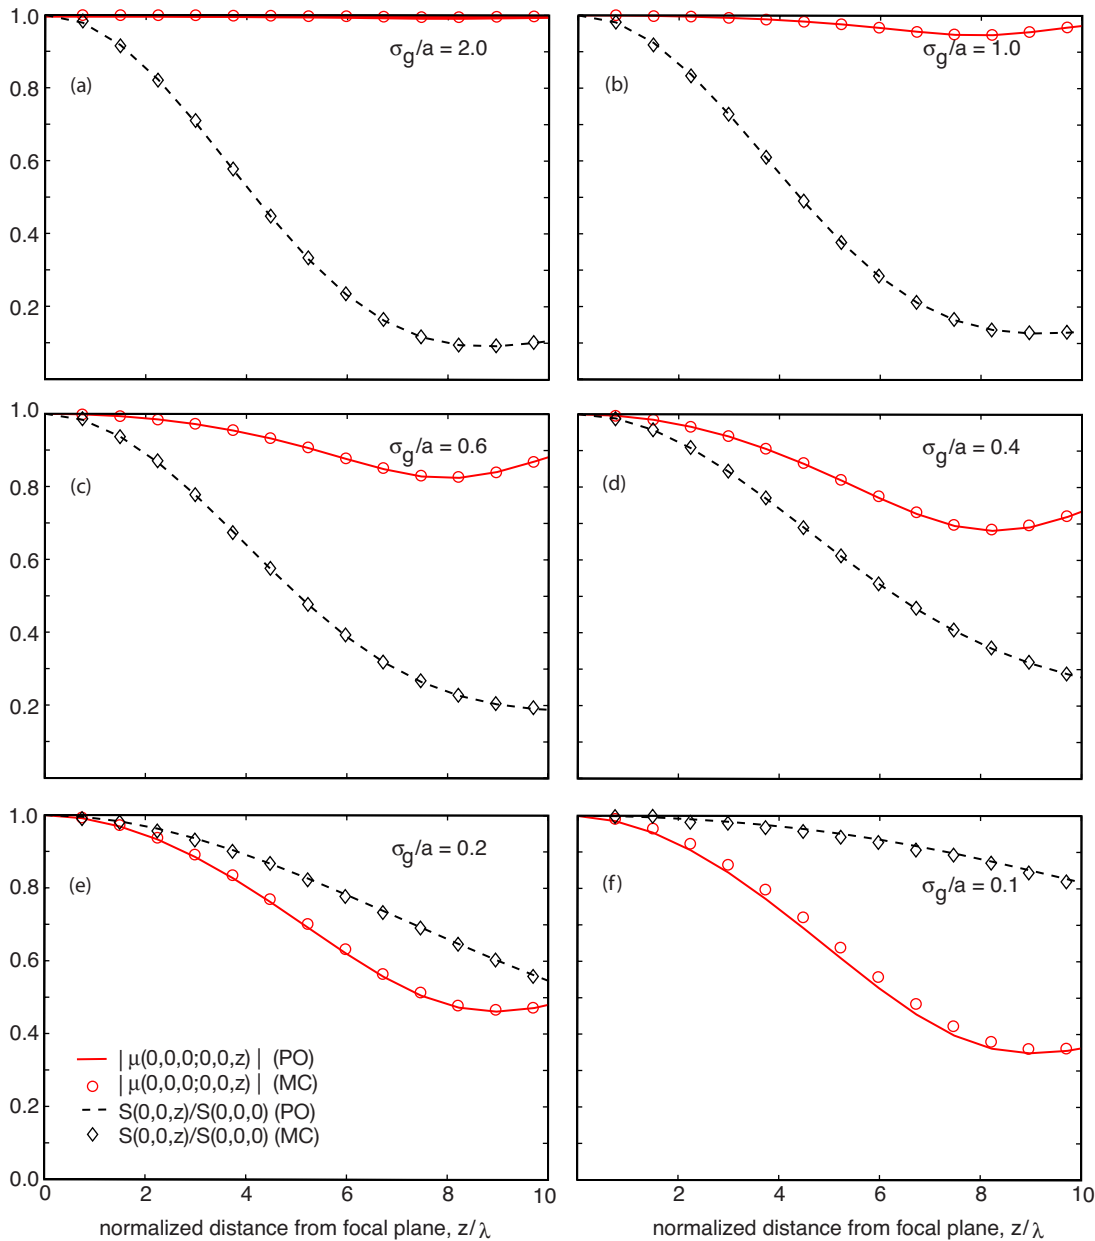 1.0
0.8
0.6
0.4
0.2
(a)
σg/a = 2.0
(b)
σg/a = 1.0
1.0
0.8
0.6
0.4
0.2
(c)
σg/a = 0.6
(d)
σg/a = 0.4
1.0
0.8
0.6
0.4
0.2
0.0
(e)
σg/a = 0.2
| μ(0,0,0;0,0,z) | (PO)
| μ(0,0,0;0,0,z) | (MC)
S(0,0,z)/S(0,0,0) (PO)
S(0,0,z)/S(0,0,0) (MC)
(f)
σg/a = 0.1
0 2 4 6 8 10
2 4 6 8 10
normalized distance from focal plane, z/λ
normalized distance from focal plane, z/λ